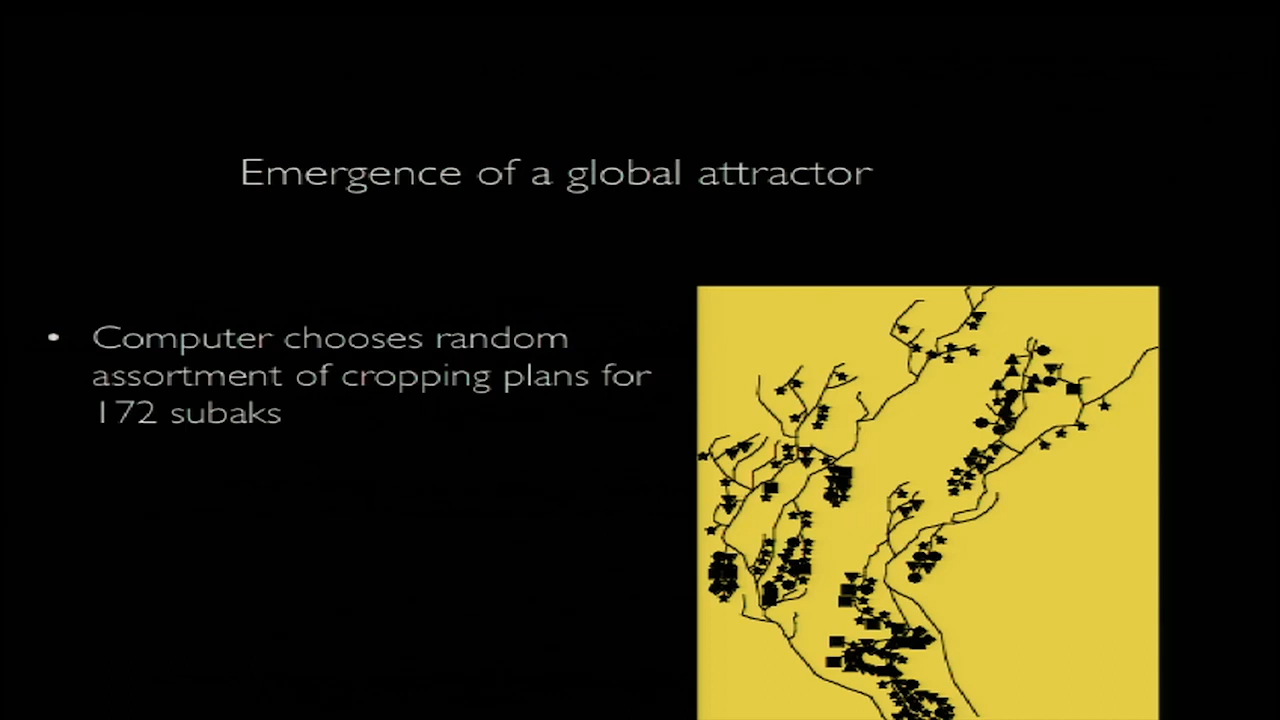 Emergence of a global attractor
• Computer chooses random
assortment of cropping plans for
172 subaks